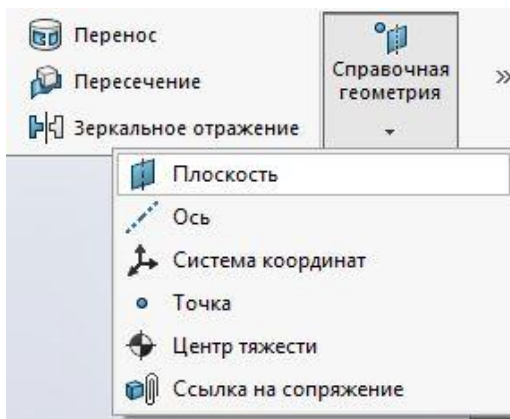 Перенос
Пересечение
Зеркальное отражение
Справочная
геометрия
Плоскость
Ось
Система координат
Точка
Центр тяжести
Ссылка на сопряжение